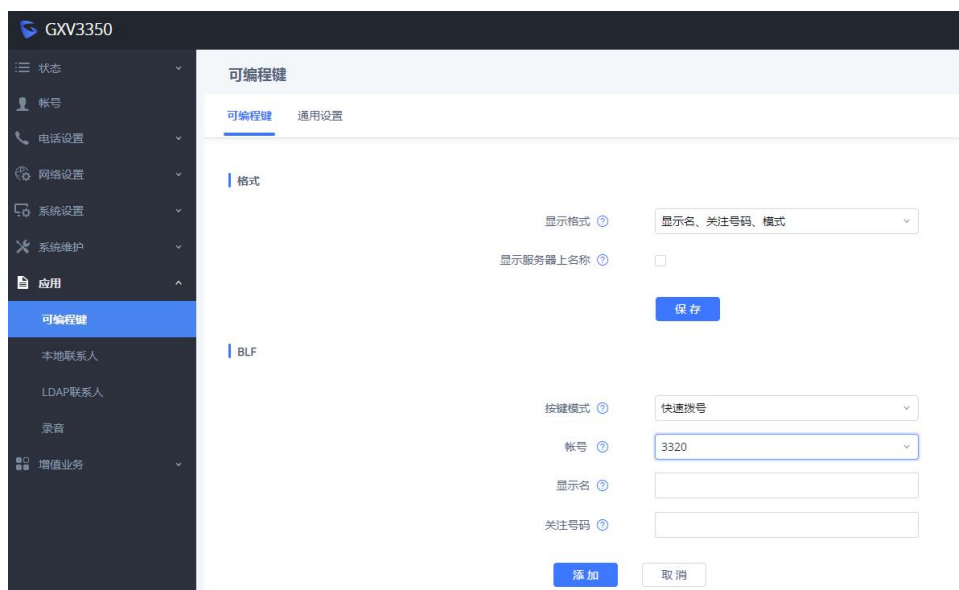 GXV3350
状态
帐号
电话设置
网络设置
系统设置
系统维护
应用
可编程键
本地联系人
LDAP联系人
录音
增值业务
可编程键
可编程键 通用设置
格式
显示格式 ? 显示名、关注号码、模式
显示服务器上名称 ?
保存
BLF
按键模式 ? 快速拨号
帐号 ? 3320
显示名 ?
关注号码 ?
添加 取消